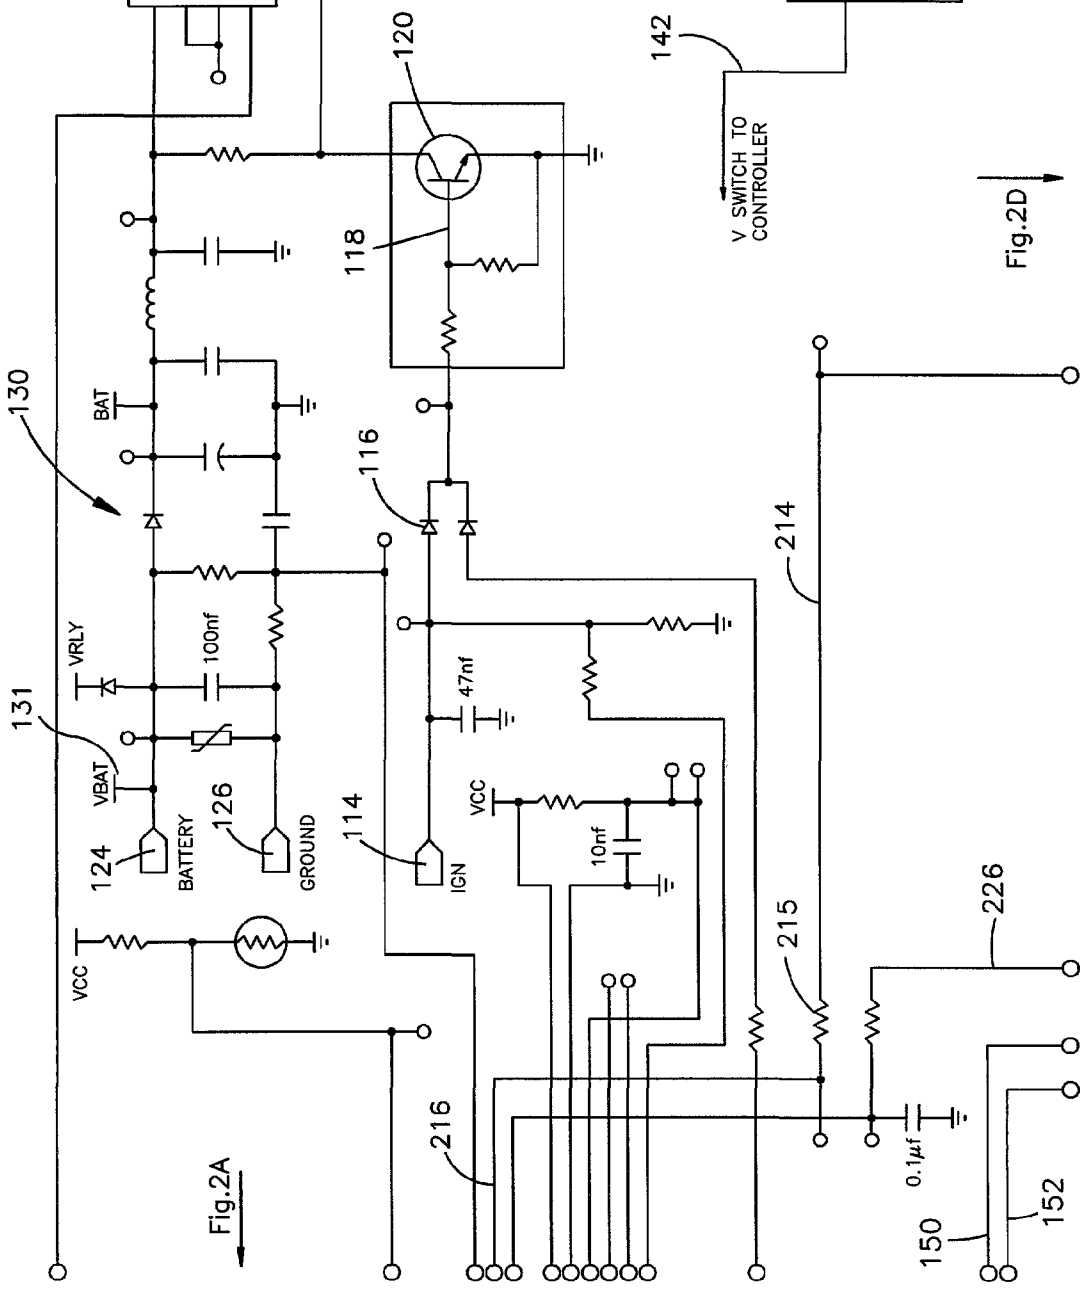 120
142
V SWITCH TO
CONTROLLER
118
Fig.2D
130
BAT
116
214
VRLY
131
100nf
47nf
VBAT
126
114
VCC
10nf
124
BATTERY
GROUND
IGN
215
226
VCC
216
0.1µf
Fig.2A
150
152